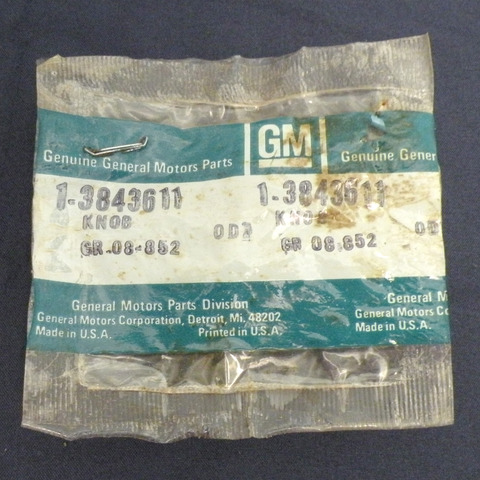 GM
Genuine General Motors Parts
Genuine Gener
1-3843611 1-3843611
KNOB KNOB
GR 08-852 GR 08.852
General Motors Parts Division
General Motors Corporation, Detroit, Mi. 48202
Made in U.S.A. Printed in U.S.A.
General M
General Motors Co
Made in U.S.A.